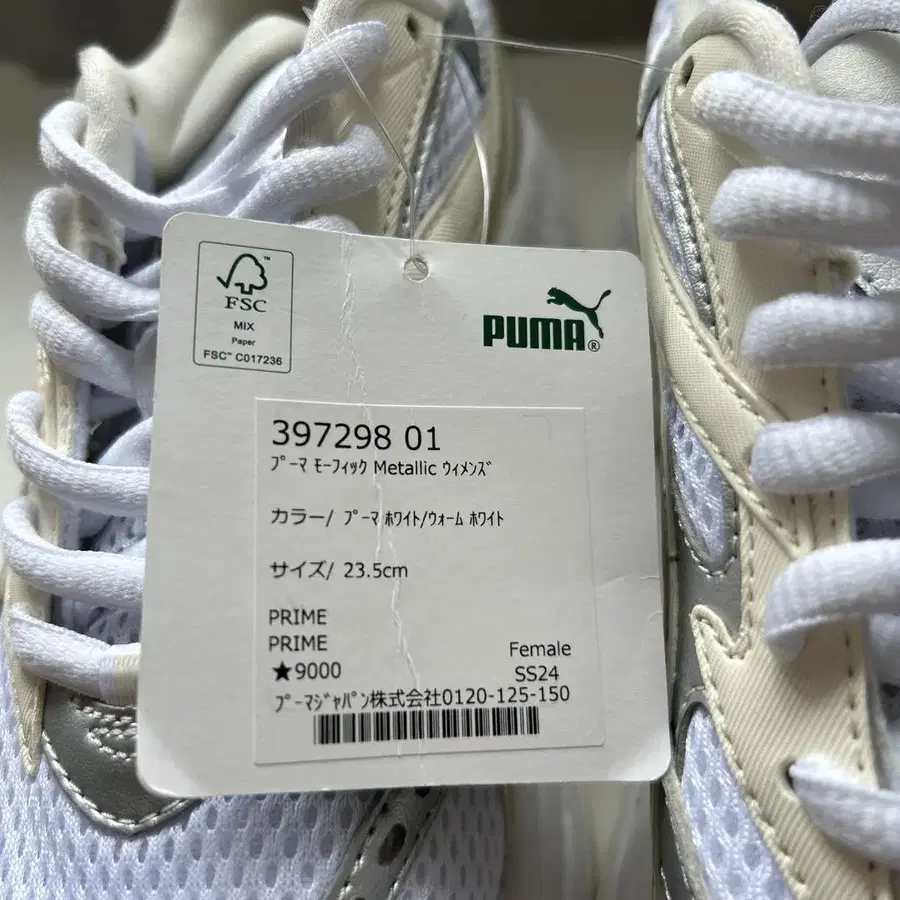 FSC
MIX
Paper
FSC™ C017236
PUMA®
397298 01
ﾌﾟｰﾏ ﾓｰﾌｨｯｸ Metallic ｳｨﾒﾝｽﾞ
カラー/ ﾌﾟｰﾏ ﾎﾜｲﾄ/ｳｫｰﾑ ﾎﾜｲﾄ
サイズ/ 23.5cm
PRIME
PRIME
Female
★9000
SS24
ﾌﾟｰﾏｼﾞｬﾊﾟﾝ株式会社0120-125-150